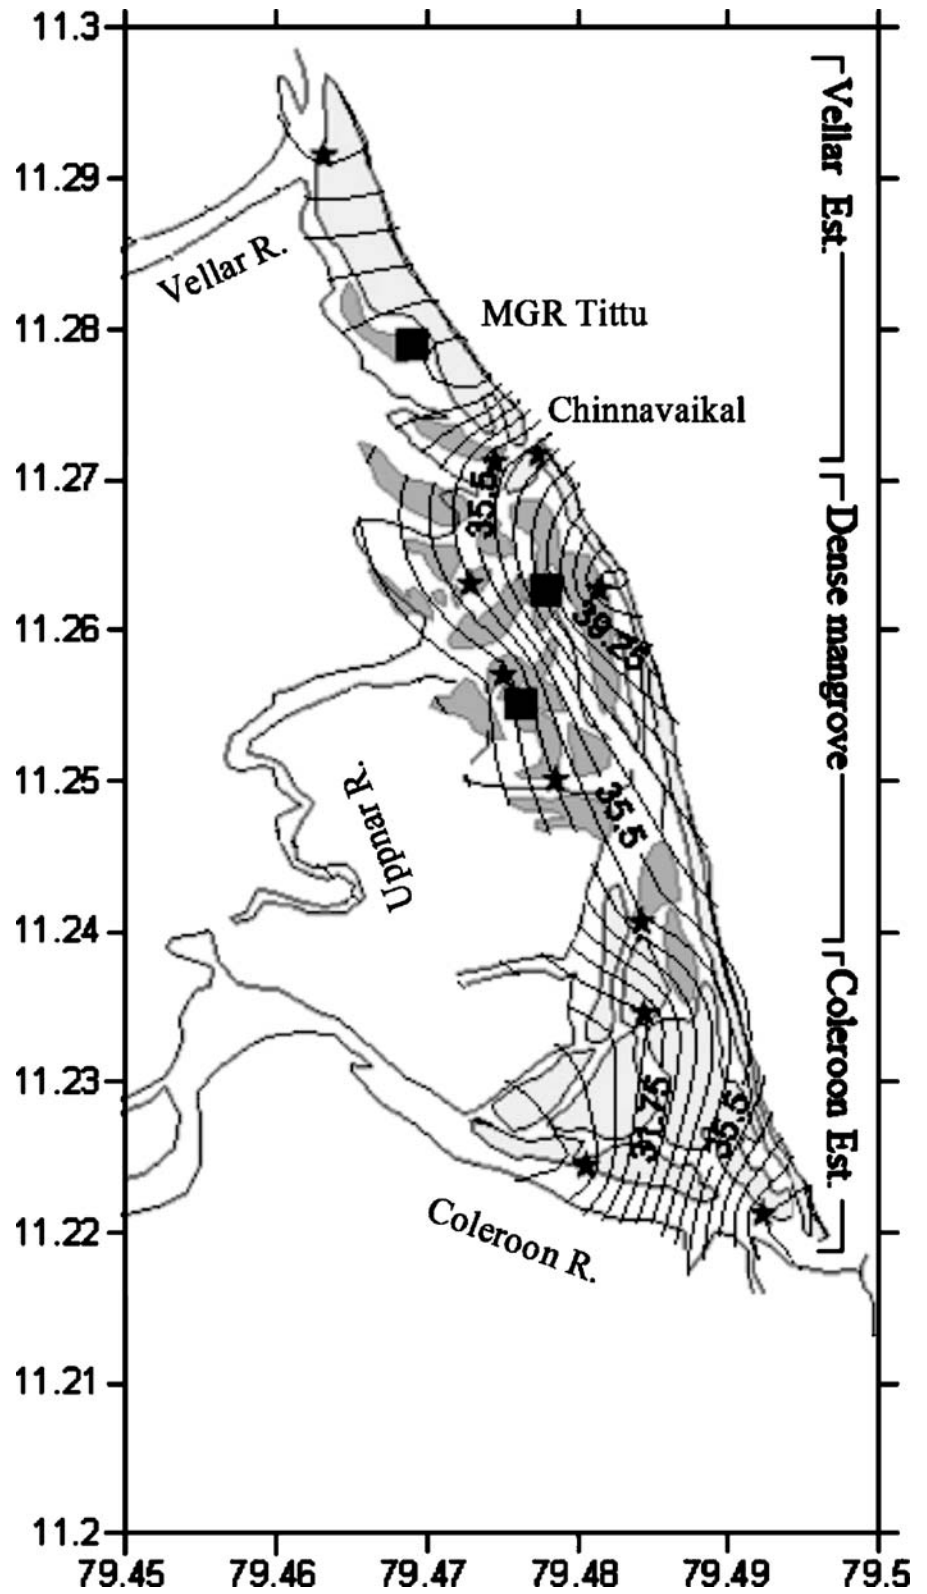 11.3
11.29
11.28
11.27
11.26
11.25
11.24
11.23
11.22
11.21
11.2
79.45
79.46
79.47
79.48
79.49
79.5
Vellar R.
MGR Tittu
Chinnavaikal
35.5
39.25
35.5
Uppnar R.
31.75
35.5
Coleroon R.
Vellar Est.
Dense mangrove
Coleroon Est.